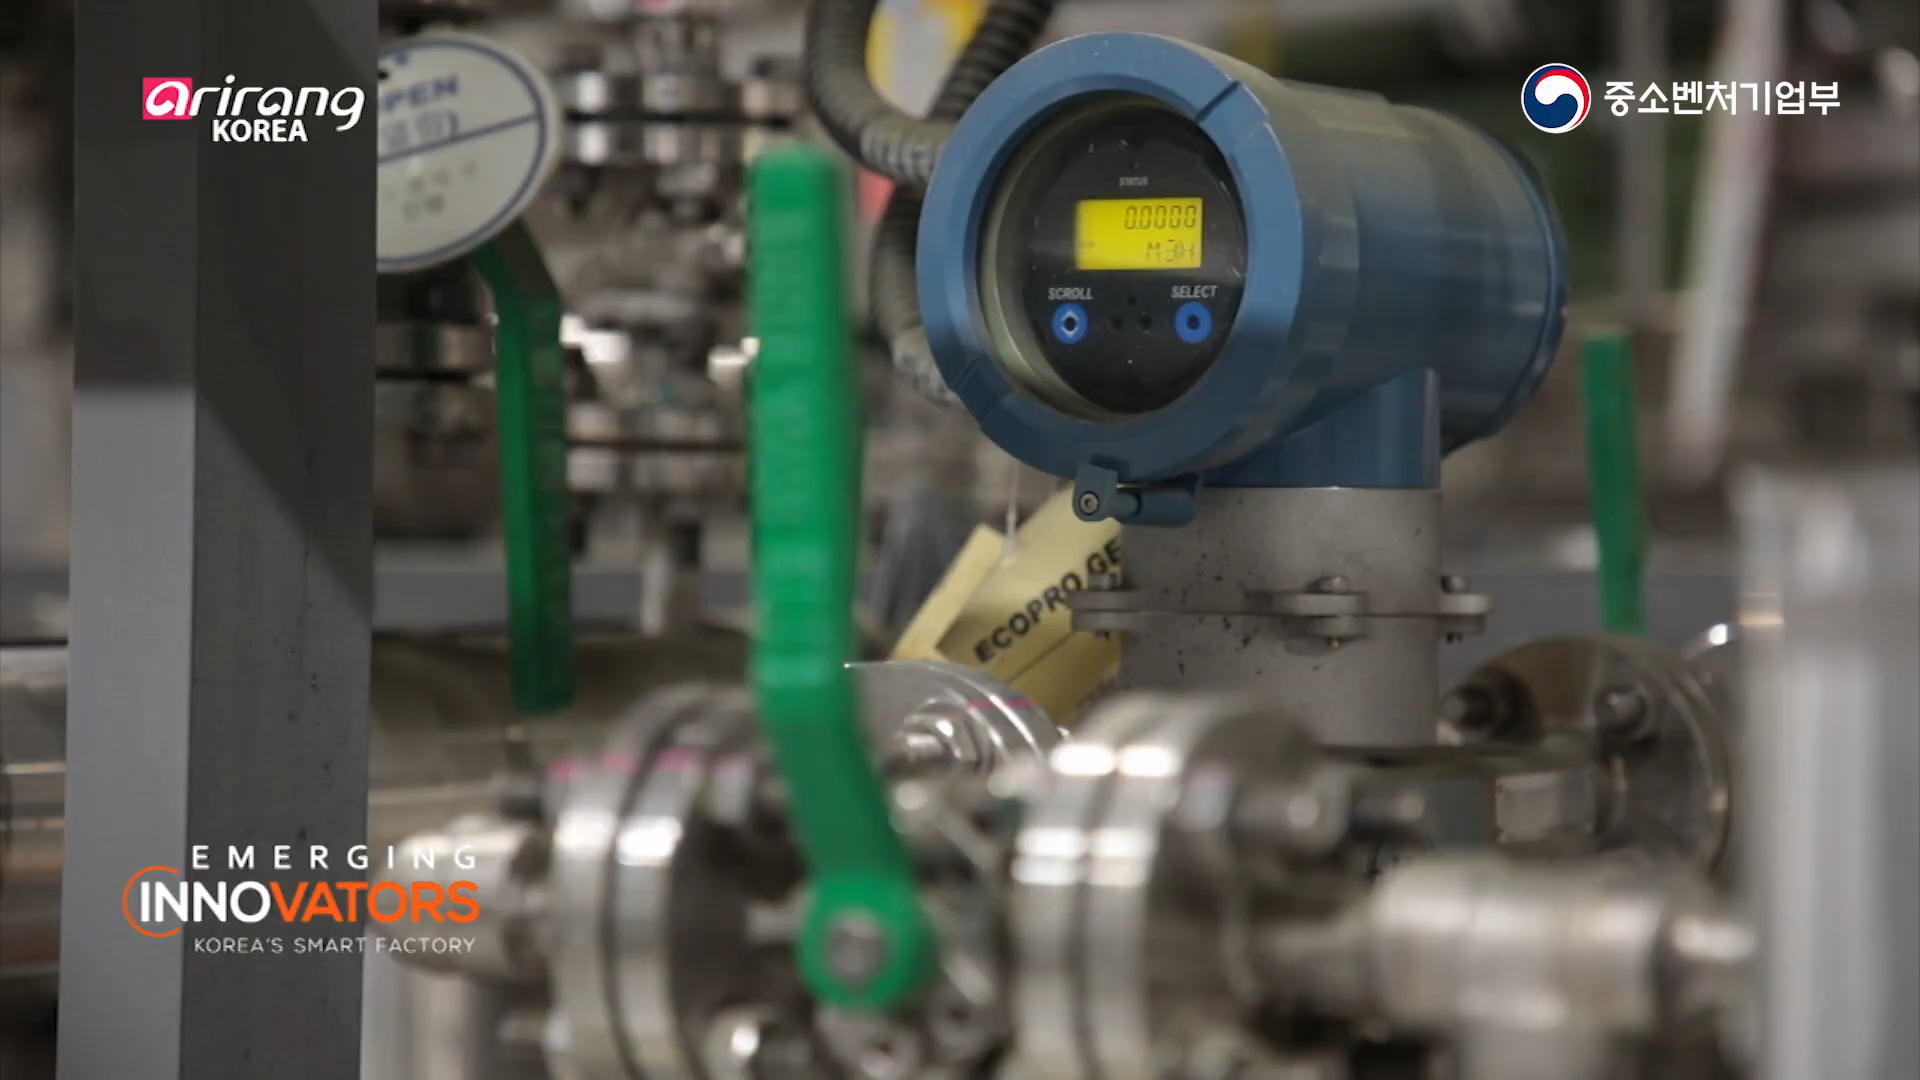 arirang
KOREA
중소벤처기업부
STATUS
0.0000
SCROLL
SELECT
ECOPRO GE
EMERGING
INNOVATORS
KOREA'S SMART FACTORY